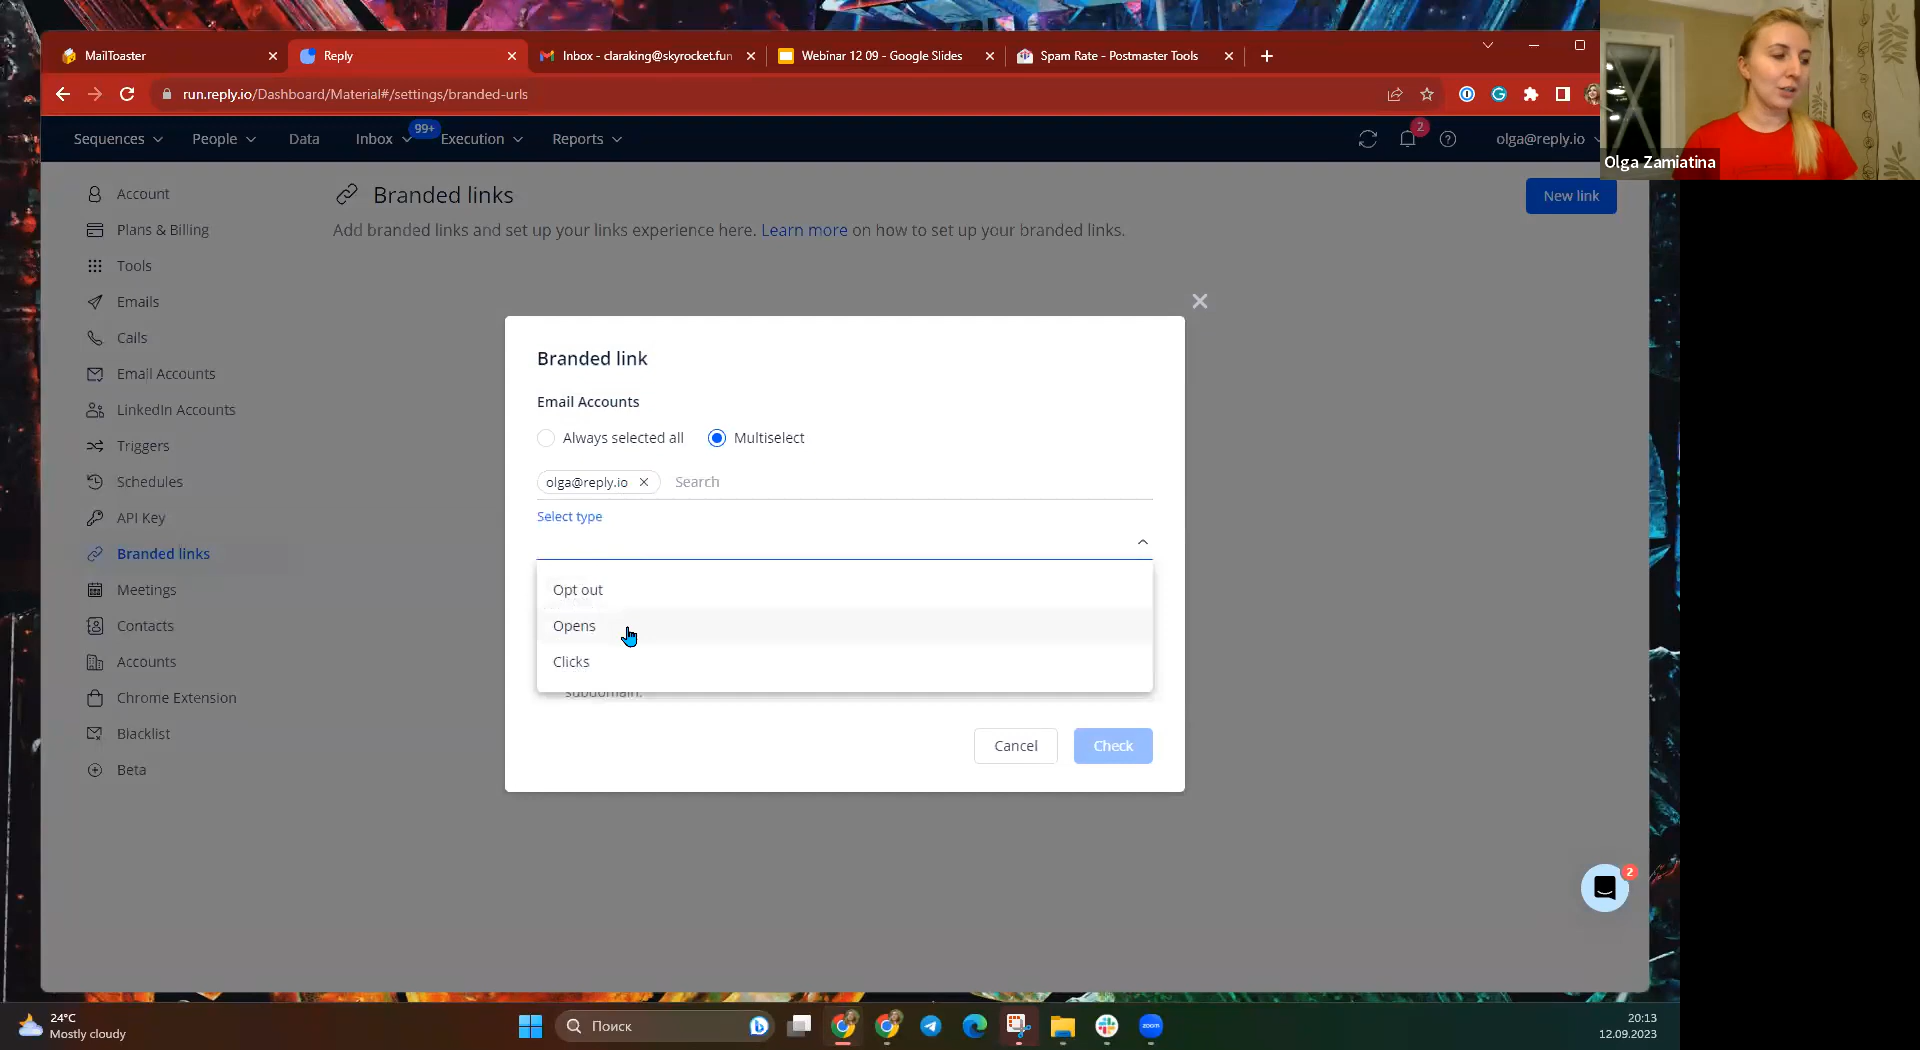 MailToaster
Reply
Inbox - claraking@skyrocket.fun
Webinar 12 09 - Google Slides
Spam Rate - Postmaster Tools
run.reply.io/Dashboard/Material#/settings/branded-urls
Sequences
People
Data
Inbox
99+
Execution
Reports
2
olga@reply.io
Olga Zamiatina
Account
Plans & Billing
Tools
Emails
Calls
Email Accounts
LinkedIn Accounts
Triggers
Schedules
API Key
Branded links
Meetings
Contacts
Accounts
Chrome Extension
Blacklist
Beta
Branded links
New link
Add branded links and set up your links experience here. Learn more on how to set up your branded links.
Branded link
Email Accounts
Always selected all
Multiselect
olga@reply.io
Search
Select type
Opt out
Opens
Clicks
subdomain.
Cancel
Check
2
24°C
Mostly cloudy
Поиск
zoom
20:13
12.09.2023